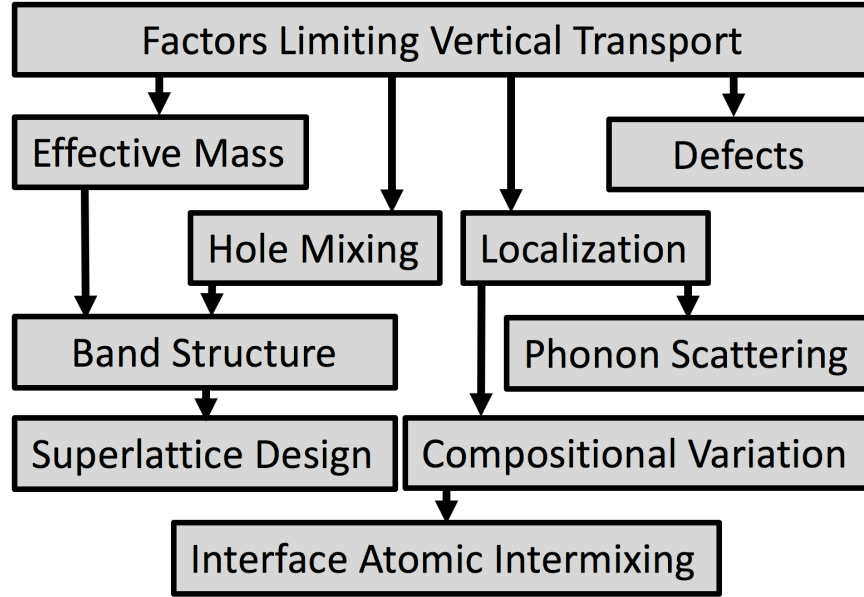 Factors Limiting Vertical Transport
Effective Mass
Defects
Hole Mixing
Localization
Band Structure
Phonon Scattering
Superlattice Design
Compositional Variation
Interface Atomic Intermixing